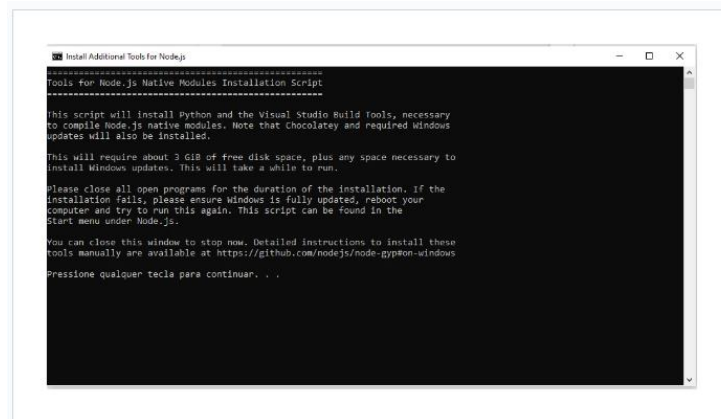 Install Additional Tools for Node.js
====================================================
Tools for Node.js Native Modules Installation Script
====================================================
This script will install Python and the Visual Studio Build Tools, necessary
to compile Node.js native modules. Note that Chocolatey and required Windows
updates will also be installed.
This will require about 3 GiB of free disk space, plus any space necessary to
install Windows updates. This will take a while to run.
Please close all open programs for the duration of the installation. If the
installation fails, please ensure Windows is fully updated, reboot your
computer and try to run this again. This script can be found in the
Start menu under Node.js.
You can close this window to stop now. Detailed instructions to install these
tools manually are available at https://github.com/nodejs/node-gyp#on-windows
Pressione qualquer tecla para continuar. . .